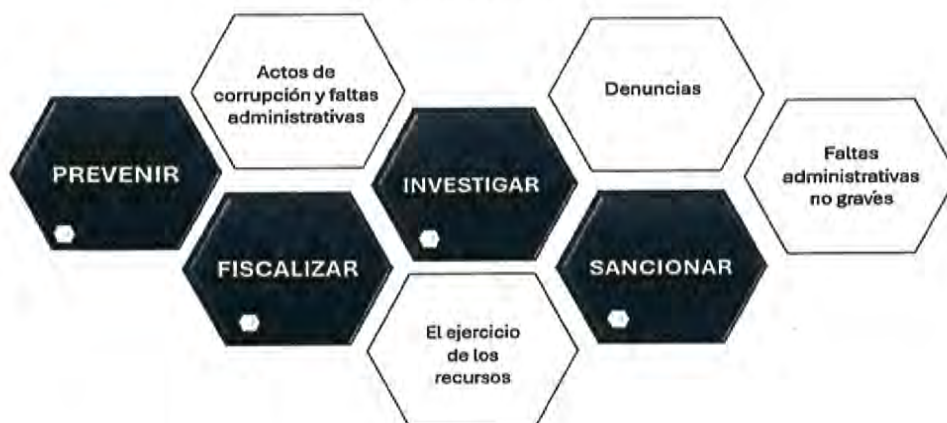 PREVENIR
Actos de
corrupción y faltas
administrativas
FISCALIZAR
El ejercicio
de los
recursos
INVESTIGAR
Denuncias
SANCIONAR
Faltas
administrativas
no graves